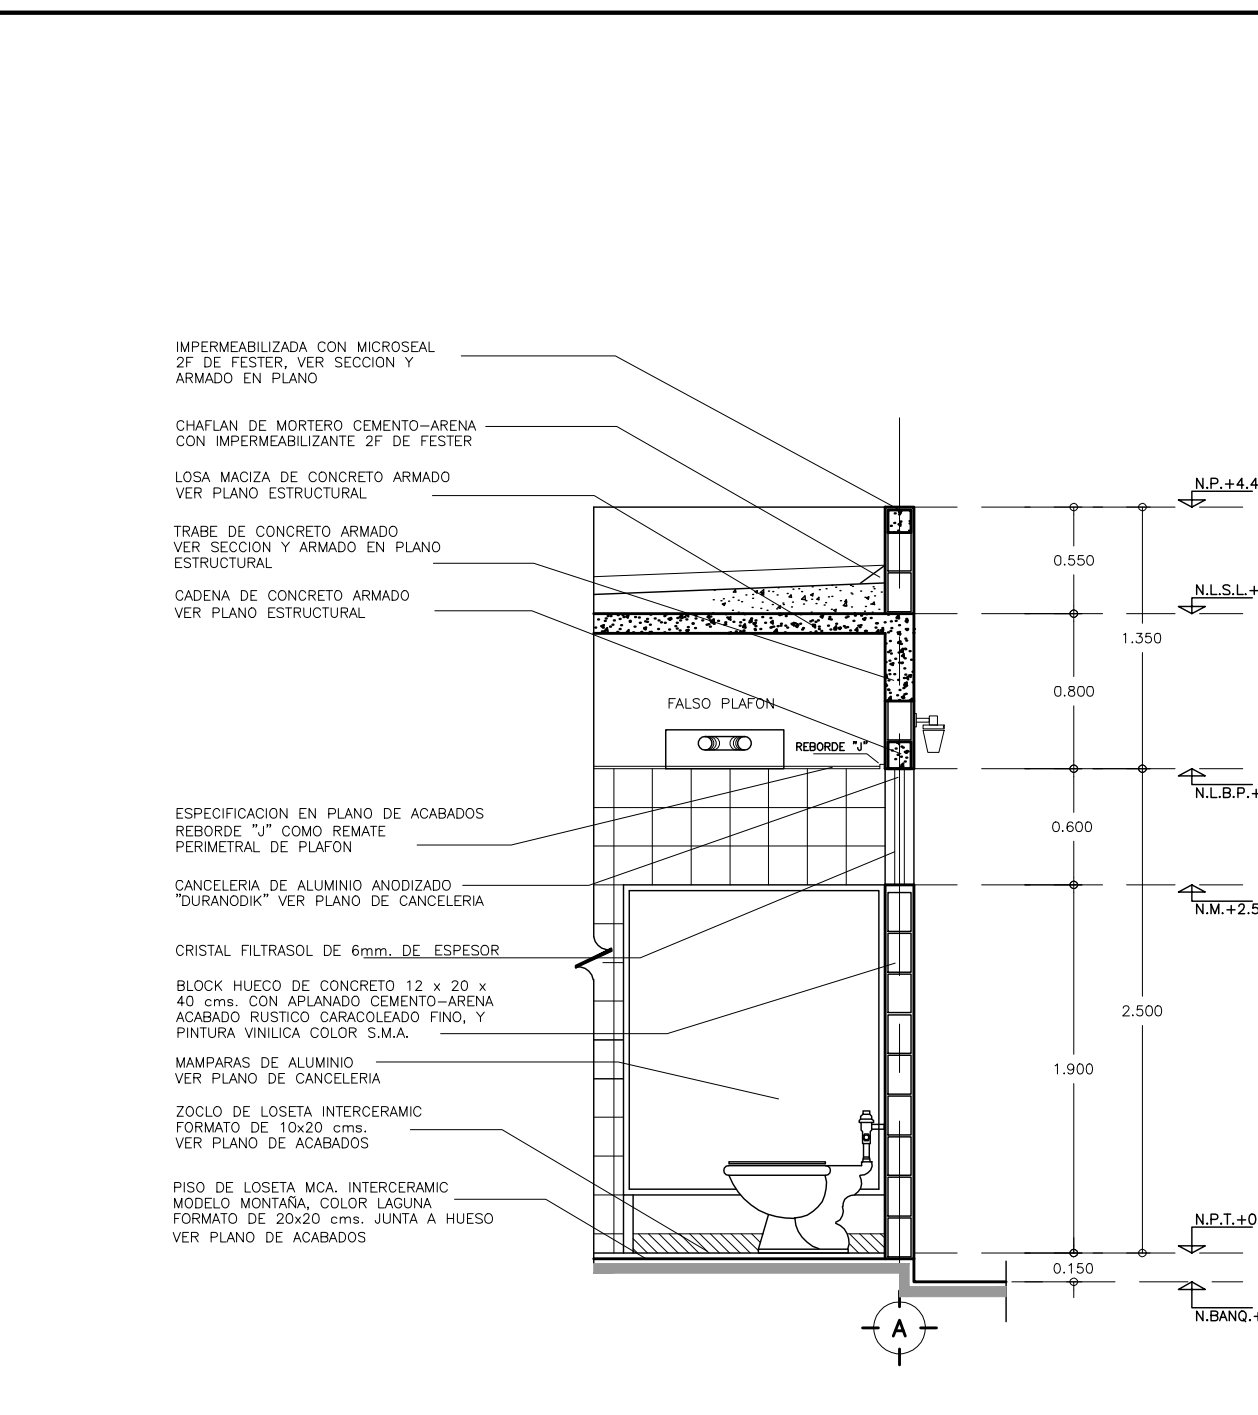 IMPERMEABILIZADA CON MICROSEAL
2F DE FESTER, VER SECCION Y
ARMADO EN PLANO
CHAFLAN DE MORTERO CEMENTO-ARENA
CON IMPERMEABILIZANTE 2F DE FESTER
LOSA MACIZA DE CONCRETO ARMADO
VER PLANO ESTRUCTURAL
TRABE DE CONCRETO ARMADO
VER SECCION Y ARMADO EN PLANO
ESTRUCTURAL
CADENA DE CONCRETO ARMADO
VER PLANO ESTRUCTURAL
FALSO PLAFON
REBORDE "J"
ESPECIFICACION EN PLANO DE ACABADOS
REBORDE "J" COMO REMATE
PERIMETRAL DE PLAFON
CANCELERIA DE ALUMINIO ANODIZADO
"DURANODIK" VER PLANO DE CANCELERIA
CRISTAL FILTRASOL DE 6mm. DE ESPESOR
BLOCK HUECO DE CONCRETO 12 x 20 x
40 cms. CON APLANADO CEMENTO-ARENA
ACABADO RUSTICO CARACOLEADO FINO, Y
PINTURA VINILICA COLOR S.M.A.
MAMPARAS DE ALUMINIO
VER PLANO DE CANCELERIA
ZOCLO DE LOSETA INTERCERAMIC
FORMATO DE 10x20 cms.
VER PLANO DE ACABADOS
PISO DE LOSETA MCA. INTERCERAMIC
MODELO MONTAÑA, COLOR LAGUNA
FORMATO DE 20x20 cms. JUNTA A HUESO
VER PLANO DE ACABADOS
A
0.550
0.800
0.600
1.900
0.150
1.350
2.500
N.P.+4.4
N.L.S.L.+
N.L.B.P.+
N.M.+2.5
N.P.T.+0
N.BANQ.+